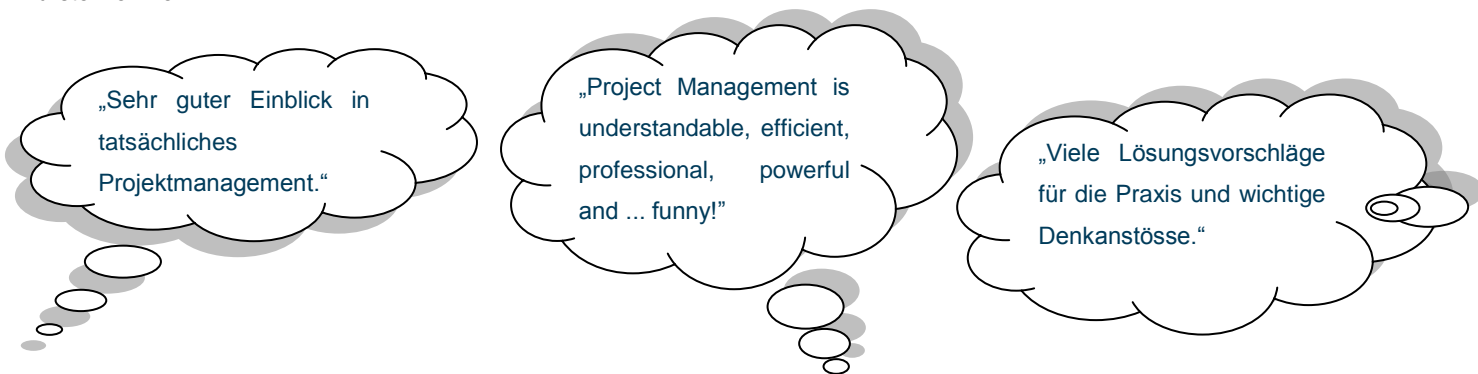 „Sehr guter Einblick in
tatsächliches
Projektmanagement.“
„Project Management is
understandable, efficient,
professional, powerful
and ... funny!”
„Viele Lösungsvorschläge
für die Praxis und wichtige
Denkanstösse.“